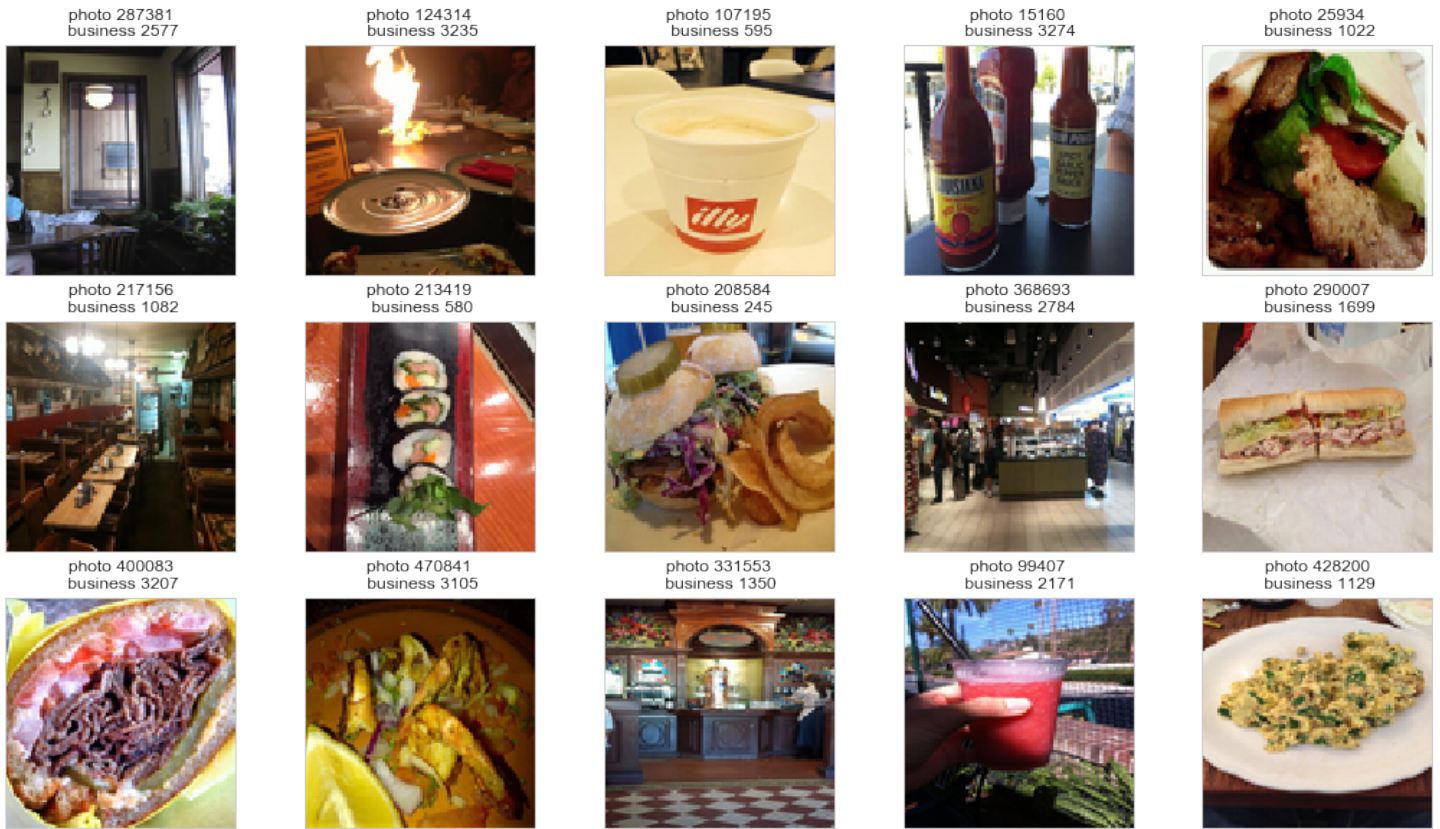 photo 287381
business 2577
photo 124314
business 3235
photo 107195
business 595
photo 15160
business 3274
photo 25934
business 1022
illy
LOUISIANA
photo 217156
business 1082
photo 213419
business 580
photo 208584
business 245
photo 368693
business 2784
photo 290007
business 1699
photo 400083
business 3207
photo 470841
business 3105
photo 331553
business 1350
photo 99407
business 2171
photo 428200
business 1129